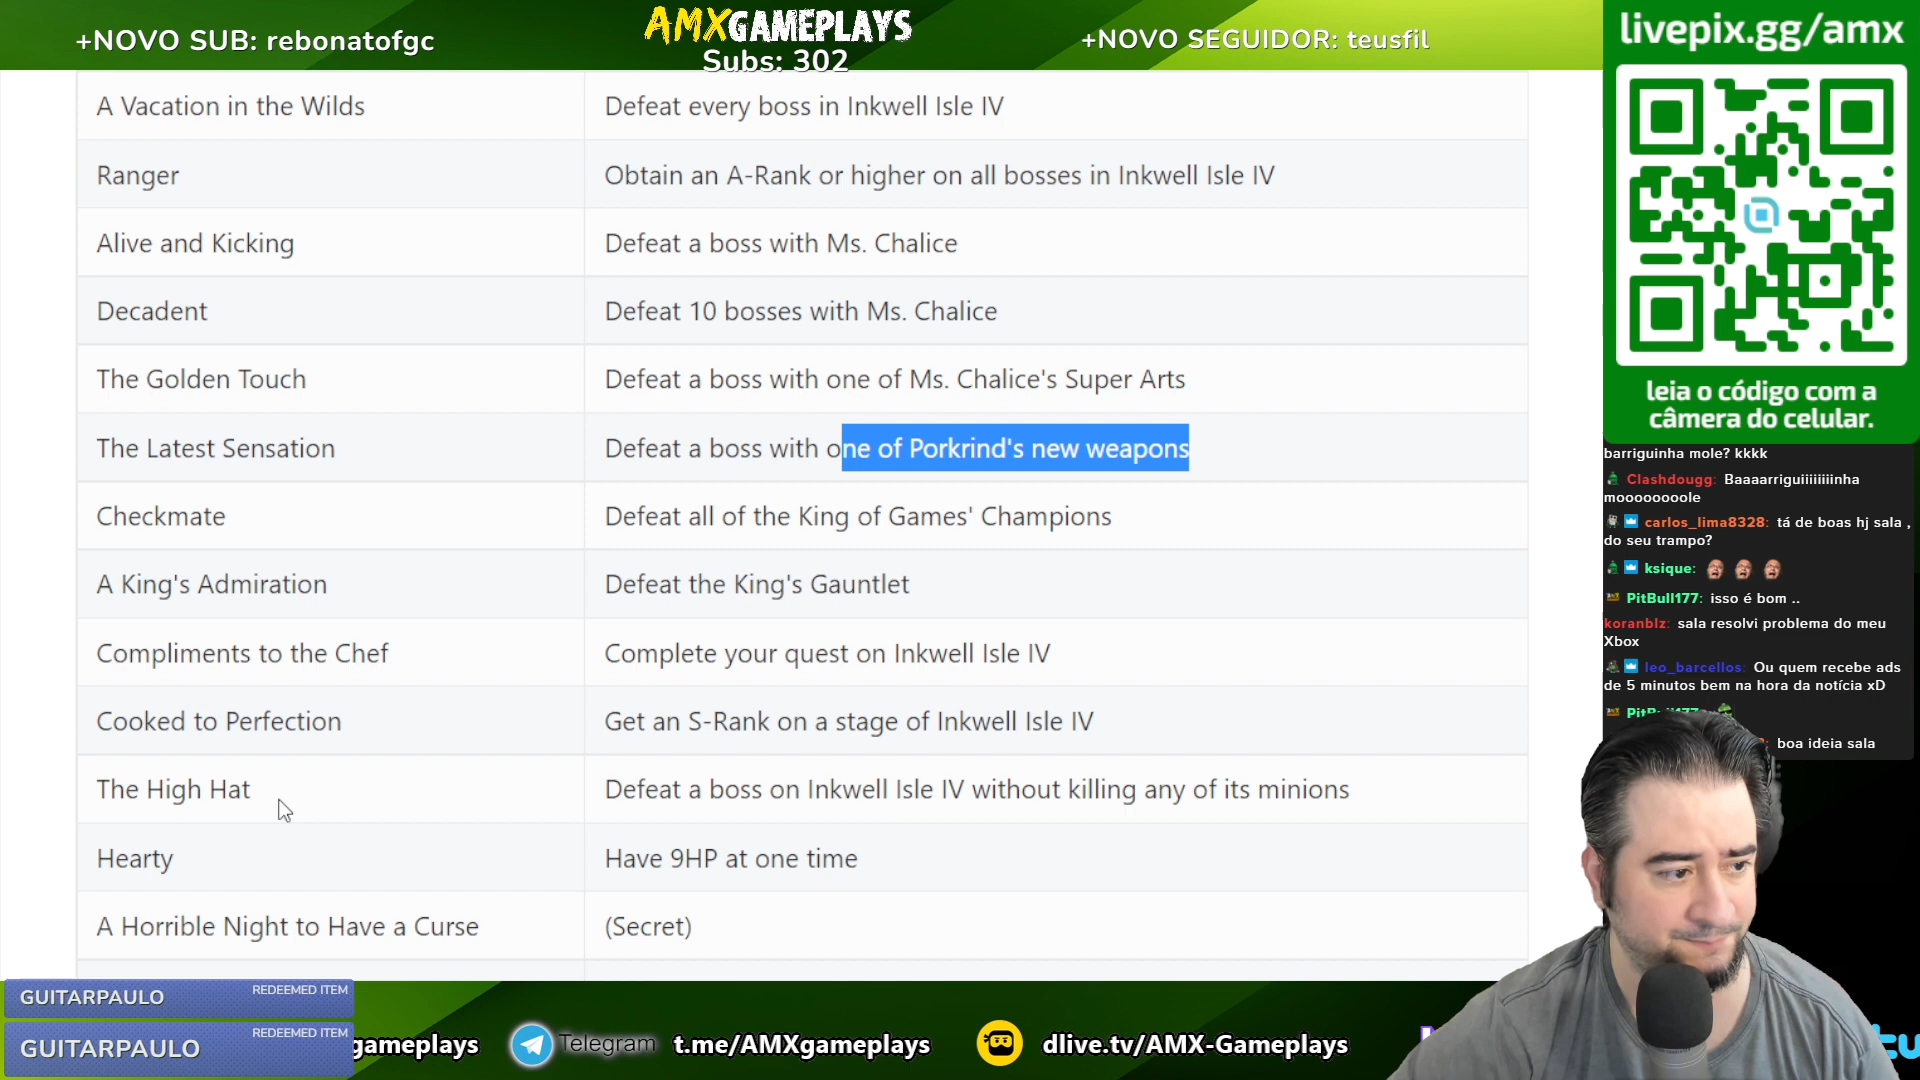 +NOVO SUB: rebonatofgc
AMXGAMEPLAYS
Subs: 302
+NOVO SEGUIDOR: teusfil
livepix.gg/amx
A Vacation in the Wilds
Defeat every boss in Inkwell Isle IV
Ranger
Obtain an A-Rank or higher on all bosses in Inkwell Isle IV
Alive and Kicking
Defeat a boss with Ms. Chalice
Decadent
Defeat 10 bosses with Ms. Chalice
The Golden Touch
Defeat a boss with one of Ms. Chalice's Super Arts
The Latest Sensation
Defeat a boss with one of Porkrind's new weapons
Checkmate
Defeat all of the King of Games' Champions
A King's Admiration
Defeat the King's Gauntlet
Compliments to the Chef
Complete your quest on Inkwell Isle IV
Cooked to Perfection
Get an S-Rank on a stage of Inkwell Isle IV
The High Hat
Defeat a boss on Inkwell Isle IV without killing any of its minions
Hearty
Have 9HP at one time
A Horrible Night to Have a Curse
(Secret)
leia o código com a
câmera do celular.
barriguinha mole? kkkk
Clashdougg: Baaaarriguiiiiiiiinha
moooooooole
carlos_lima8328: tá de boas hj sala ,
do seu trampo?
ksique:
PitBull177: isso é bom ..
koranblz: sala resolvi problema do meu
Xbox
leo_barcellos: Ou quem recebe ads
de 5 minutos bem na hora da notícia xD
: boa ideia sala
GUITARPAULO
REDEEMED ITEM
GUITARPAULO
REDEEMED ITEM
gameplays
Telegram
t.me/AMXgameplays
dlive.tv/AMX-Gameplays